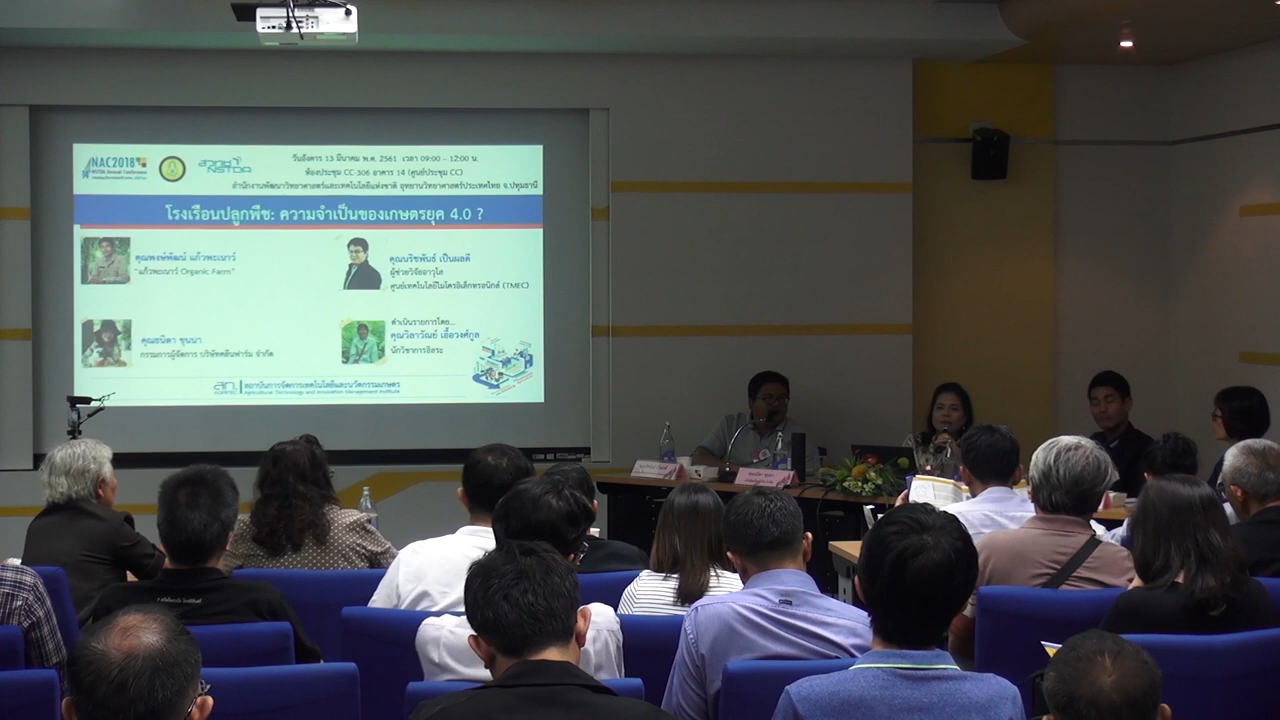 NAC2018
NSTDA Annual Conference
สวทช
NSTDA
วันอังคาร 13 มีนาคม พ.ศ. 2561 เวลา 09:00 – 12:00 น.
ห้องประชุม CC-306 อาคาร 14 (ศูนย์ประชุม CC)
สำนักงานพัฒนาวิทยาศาสตร์และเทคโนโลยีแห่งชาติ อุทยานวิทยาศาสตร์ประเทศไทย จ.ปทุมธานี
โรงเรือนปลูกพืช: ความจำเป็นของเกษตรยุค 4.0 ?
คุณพงษ์พัฒน์ แก้วพะเนาว์
"แก้วพะเนาว์ Organic Farm"
คุณนริชพันธ์ เป็นผลดี
ผู้ช่วยวิจัยอาวุโส
ศูนย์เทคโนโลยีไมโครอิเล็กทรอนิกส์ (TMEC)
คุณธนิตา ขุนนา
กรรมการผู้จัดการ บริษัทคลีนฟาร์ม จำกัด
ดำเนินรายการโดย...
คุณวิลาวัณย์ เอื้อวงศ์กูล
นักวิชาการอิสระ
สท.
AGRITEC
สถาบันการจัดการเทคโนโลยีและนวัตกรรมเกษตร
Agricultural Technology and Innovation Management Institute